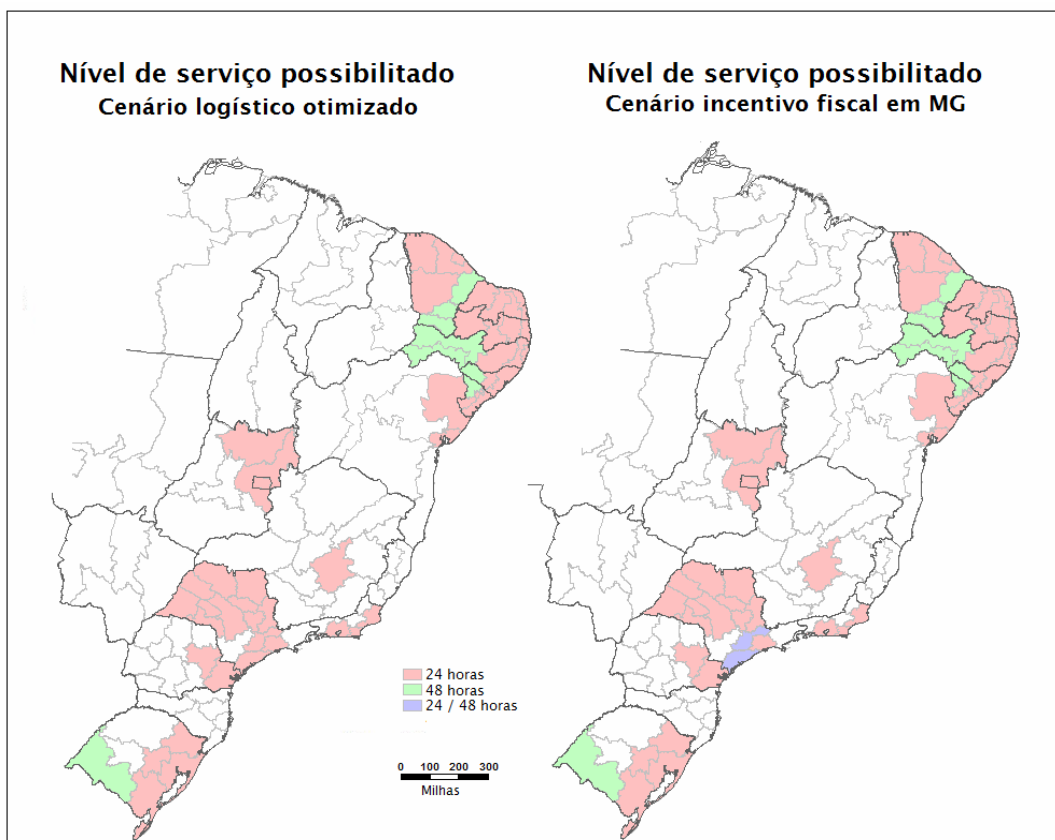 Nível de serviço possibilitado
Cenário logístico otimizado
Nível de serviço possibilitado
Cenário incentivo fiscal em MG
24 horas
48 horas
24 / 48 horas
0 100 200 300
Milhas